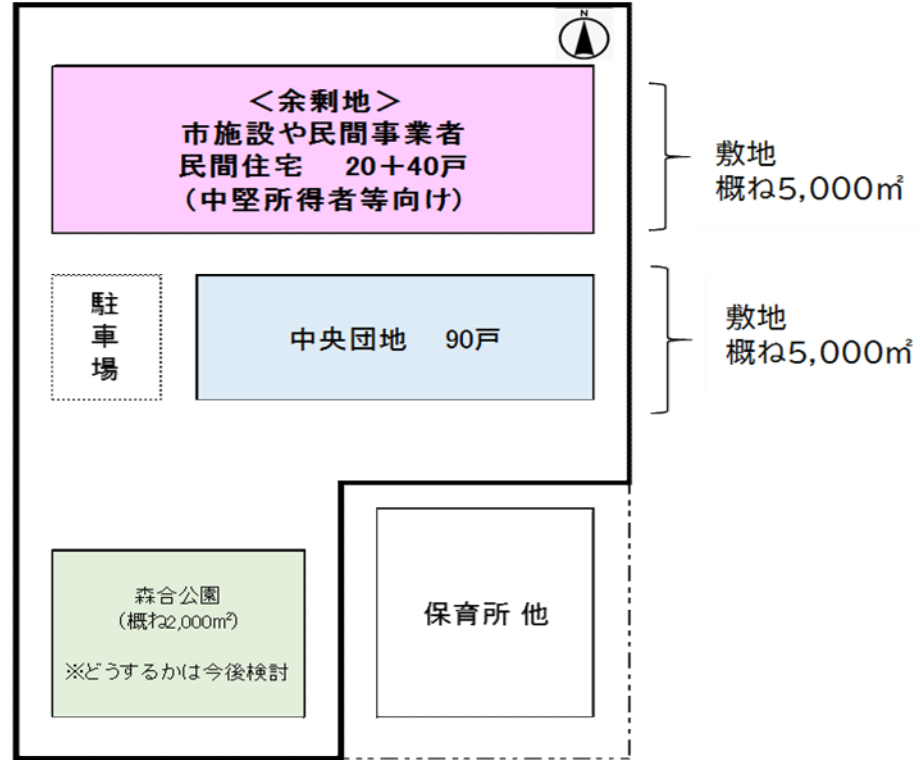 N
＜余剰地＞
市施設や民間事業者
民間住宅　20＋40戸
（中堅所得者等向け）
敷地
概ね5,000㎡
駐
車
場
中央団地　90戸
敷地
概ね5,000㎡
森合公園
（概ね2,000㎡）
※どうするかは今後検討
保育所 他